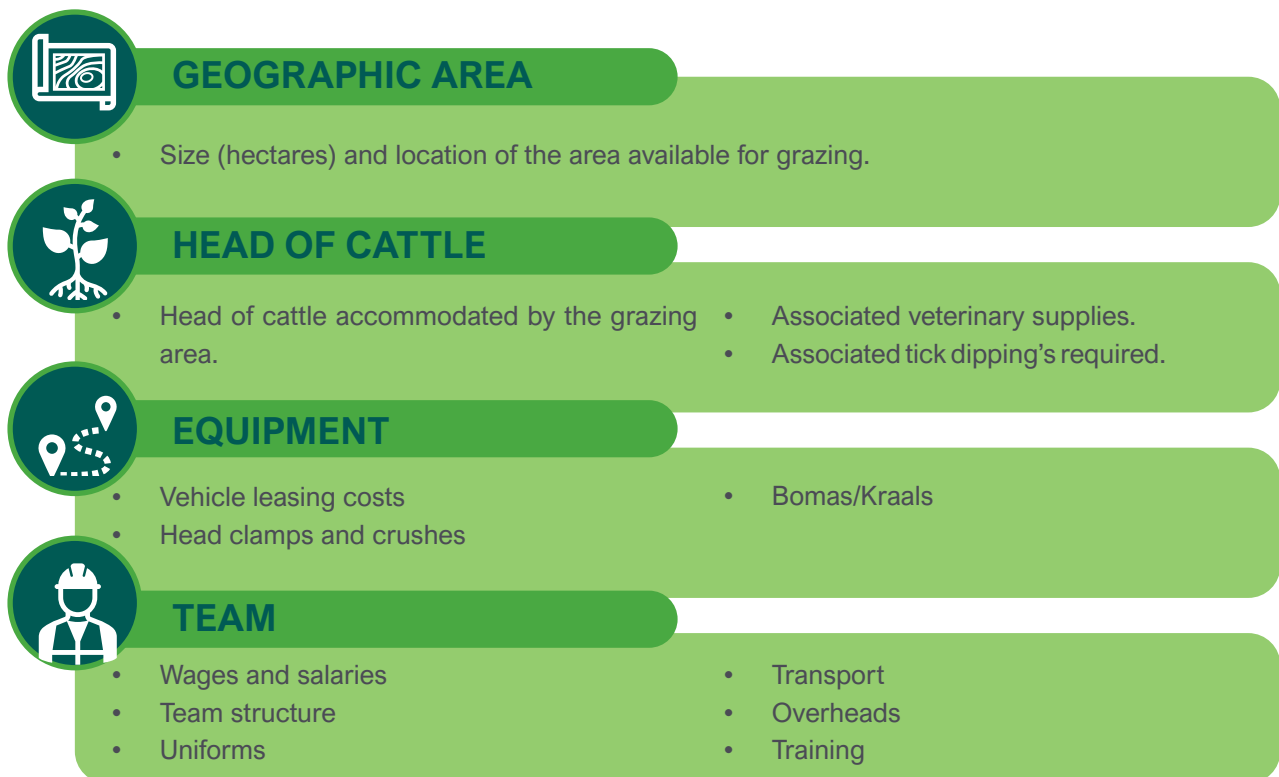 GEOGRAPHIC AREA
• Size (hectares) and location of the area available for grazing.
HEAD OF CATTLE
• Head of cattle accommodated by the grazing
area.
• Associated veterinary supplies.
• Associated tick dipping's required.
EQUIPMENT
• Vehicle leasing costs
• Head clamps and crushes
• Bomas/Kraals
TEAM
• Wages and salaries
• Team structure
• Uniforms
• Transport
• Overheads
• Training